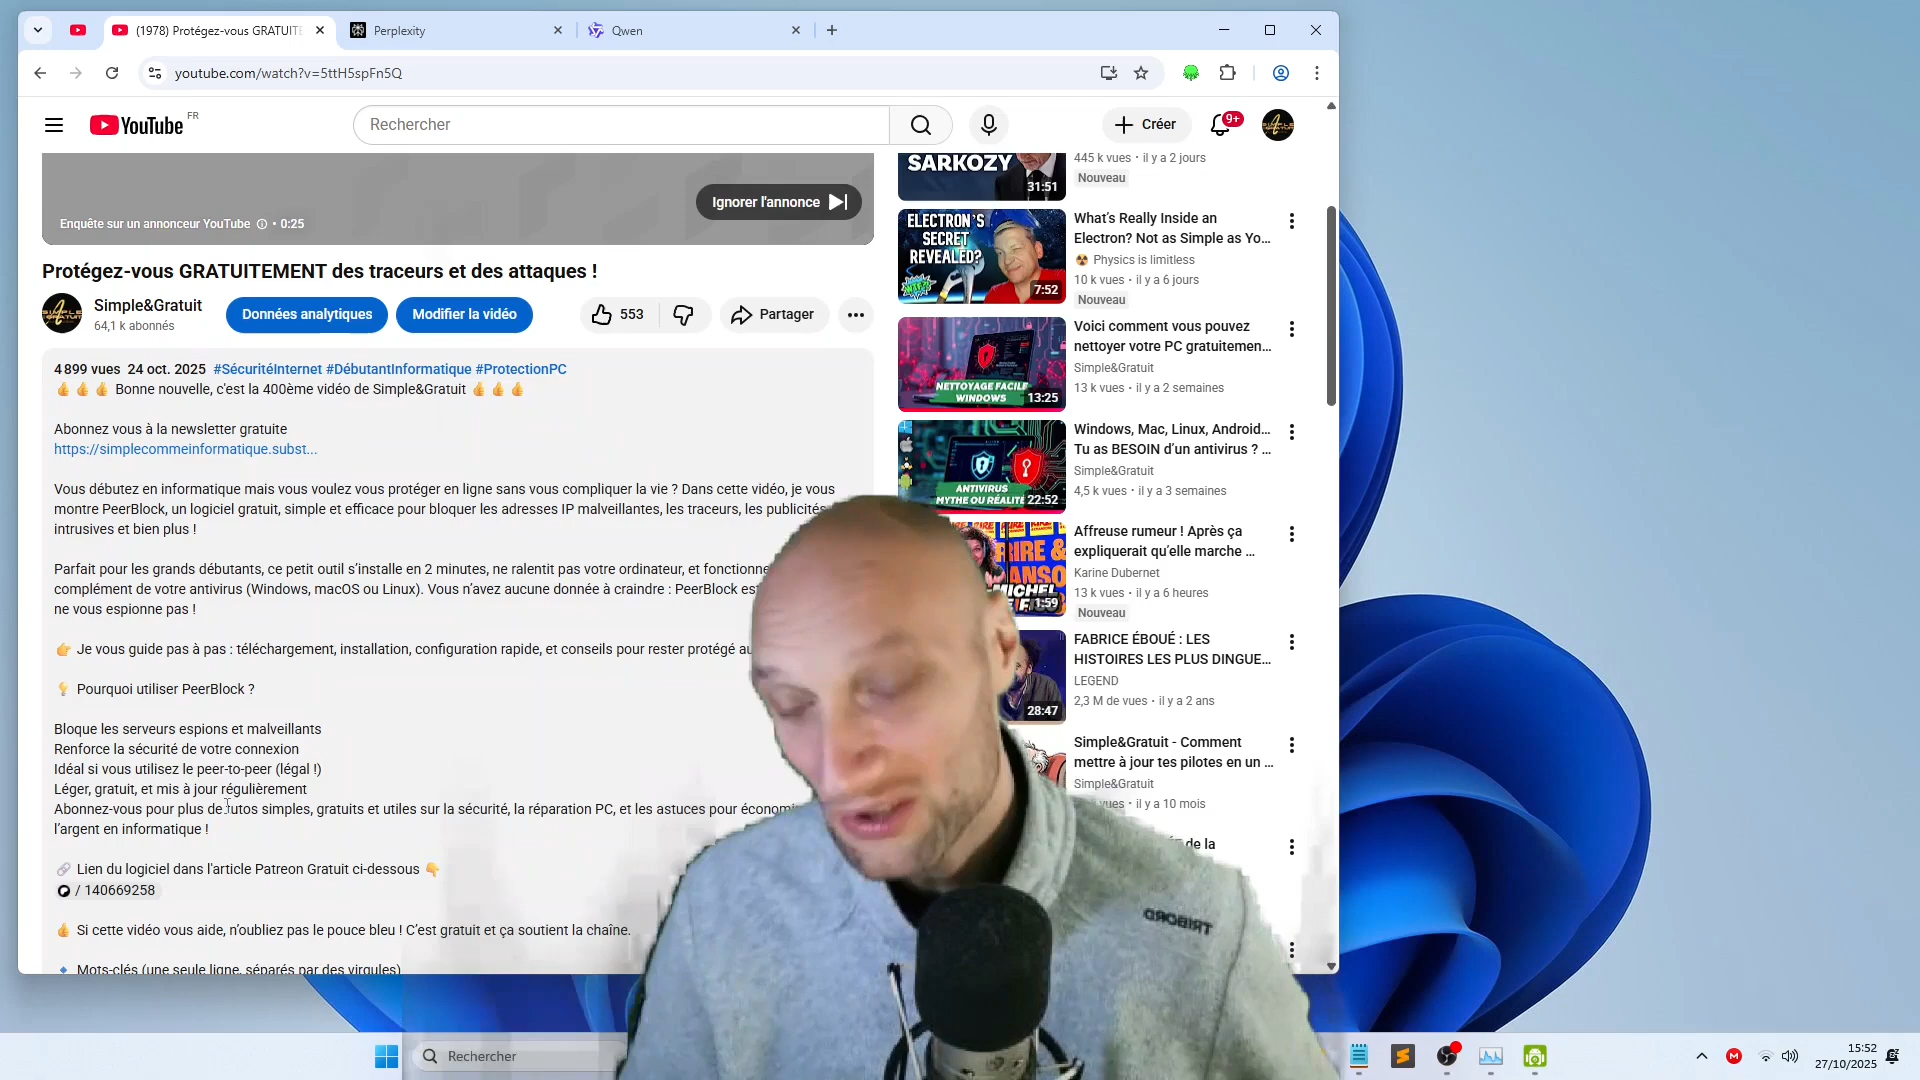 (1978) Protégez-vous GRATUITE
Perplexity
Qwen
youtube.com/watch?v=5ttH5spFn5Q
YouTube FR
Rechercher
Créer
9+
Ignorer l'annonce
Enquête sur un annonceur YouTube • 0:25
Protégez-vous GRATUITEMENT des traceurs et des attaques !
Simple&Gratuit
64,1 k abonnés
Données analytiques
Modifier la vidéo
553
Partager
4 899 vues 24 oct. 2025 #SécuritéInternet #DébutantInformatique #ProtectionPC
👍 👍 👍 Bonne nouvelle, c'est la 400ème vidéo de Simple&Gratuit 👍 👍 👍
Abonnez vous à la newsletter gratuite
https://simplecommeinformatique.subst...
Vous débutez en informatique mais vous voulez vous protéger en ligne sans vous compliquer la vie ? Dans cette vidéo, je vous
montre PeerBlock, un logiciel gratuit, simple et efficace pour bloquer les adresses IP malveillantes, les traceurs, les publicités
intrusives et bien plus !
Parfait pour les grands débutants, ce petit outil s'installe en 2 minutes, ne ralentit pas votre ordinateur, et fonctionne
complément de votre antivirus (Windows, macOS ou Linux). Vous n'avez aucune donnée à craindre : PeerBlock
ne vous espionne pas !
👉 Je vous guide pas à pas : téléchargement, installation, configuration rapide, et conseils pour rester protégé
💡 Pourquoi utiliser PeerBlock ?
Bloque les serveurs espions et malveillants
Renforce la sécurité de votre connexion
Idéal si vous utilisez le peer-to-peer (légal !)
Léger, gratuit, et mis à jour régulièrement
Abonnez-vous pour plus de tutos simples, gratuits et utiles sur la sécurité, la réparation PC, et les astuces pour
l'argent en informatique !
🔗 Lien du logiciel dans l'article Patreon Gratuit ci-dessous 👇
/ 140669258
👍 Si cette vidéo vous aide, n'oubliez pas le pouce bleu ! C'est gratuit et ça soutient la chaîne.
🔹 Mots-clés (une seule ligne, séparés par des virgules)
SARKOZY
31:51
445 k vues • il y a 2 jours
Nouveau
ELECTRON'S
SECRET
REVEALED?
7:52
What's Really Inside an
Electron? Not as Simple as Yo...
Physics is limitless
10 k vues • il y a 6 jours
Nouveau
NETTOYAGE FACILE
WINDOWS
13:25
Voici comment vous pouvez
nettoyer votre PC gratuitemen...
Simple&Gratuit
13 k vues • il y a 2 semaines
ANTIVIRUS
MYTHE OU RÉALITÉ
22:52
Windows, Mac, Linux, Android...
Tu as BESOIN d'un antivirus ? ...
Simple&Gratuit
4,5 k vues • il y a 3 semaines
1:59
Affreuse rumeur ! Après ça
expliquerait qu'elle marche ...
Karine Dubernet
13 k vues • il y a 6 heures
Nouveau
28:47
FABRICE ÉBOUÉ : LES
HISTOIRES LES PLUS DINGUE...
LEGEND
2,3 M de vues • il y a 2 ans
Simple&Gratuit - Comment
mettre à jour tes pilotes en un ...
Simple&Gratuit
vues • il y a 10 mois
de la
TRIBORD
Rechercher
15:52
27/10/2025